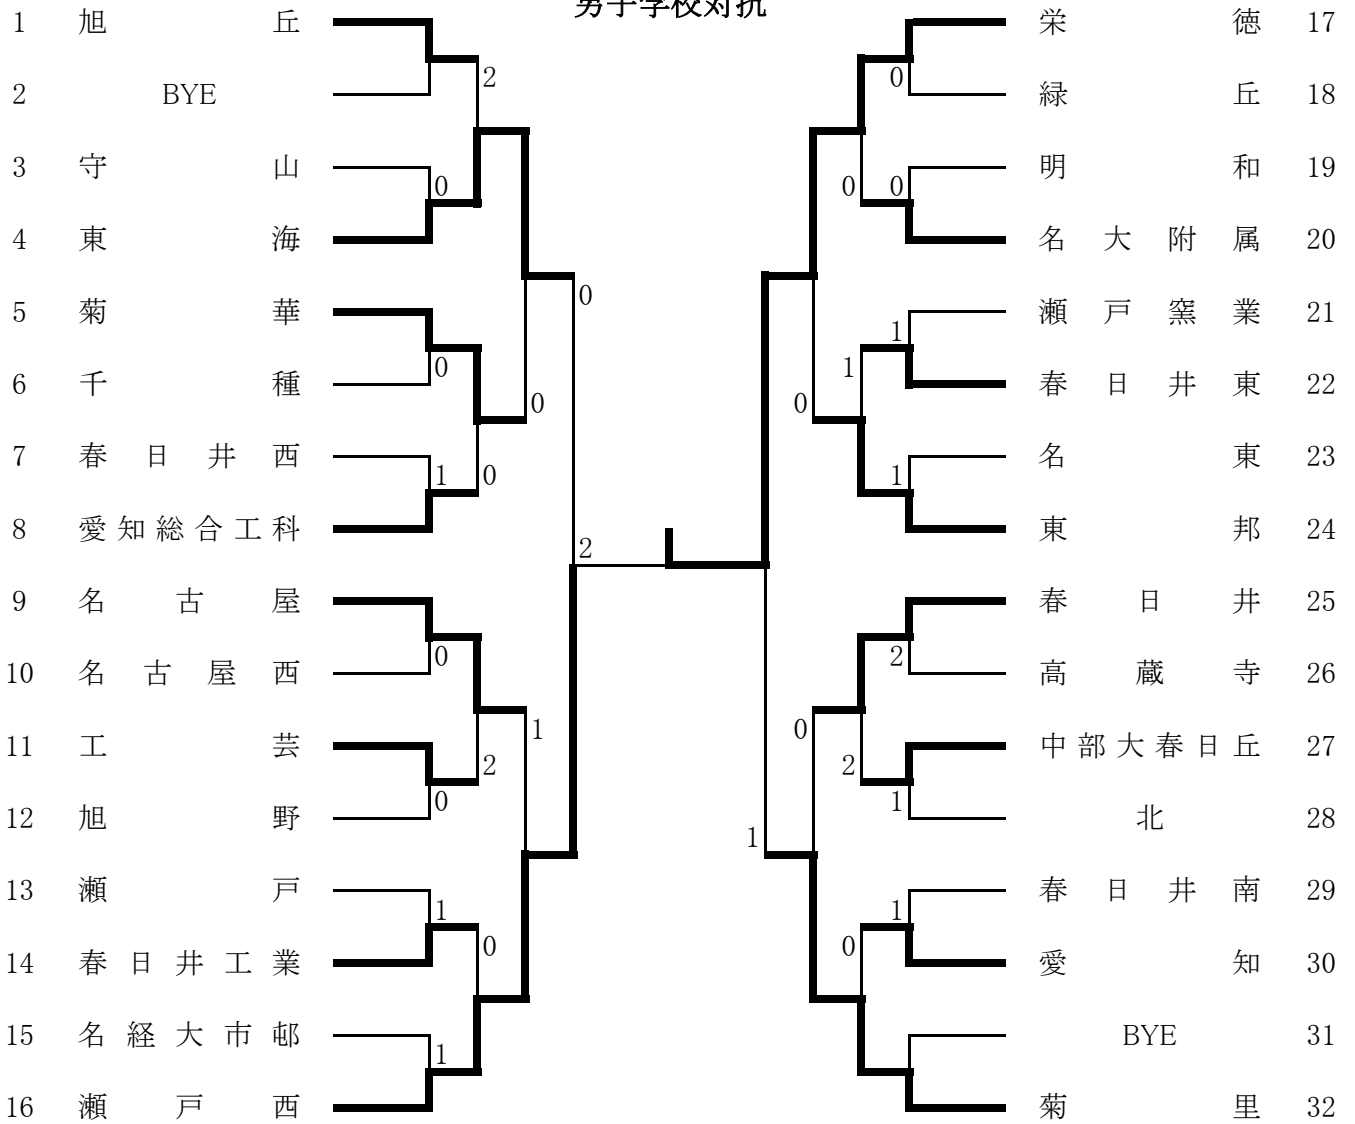 男子学校対抗
1 旭丘
2
2 BYE
3 守山
0
4 東海
0
5 菊華
0
6 千種
0
7 春日井西
1 0
8 愛知総合工科
2
9 名古屋
0
10 名古屋西
1
11 工芸
2
0
12 旭野
13 瀬戸
1
0
14 春日井工業
15 名経大市邨
1
16 瀬戸西
栄徳 17
0
緑丘 18
明和 19
0 0
名大附属 20
瀬戸窯業 21
1
1
春日井東 22
0
名東 23
1
東邦 24
春日井 25
2
高蔵寺 26
0
中部大春日丘 27
2
1
北 28
1
春日井南 29
1
0
愛知 30
BYE 31
菊里 32